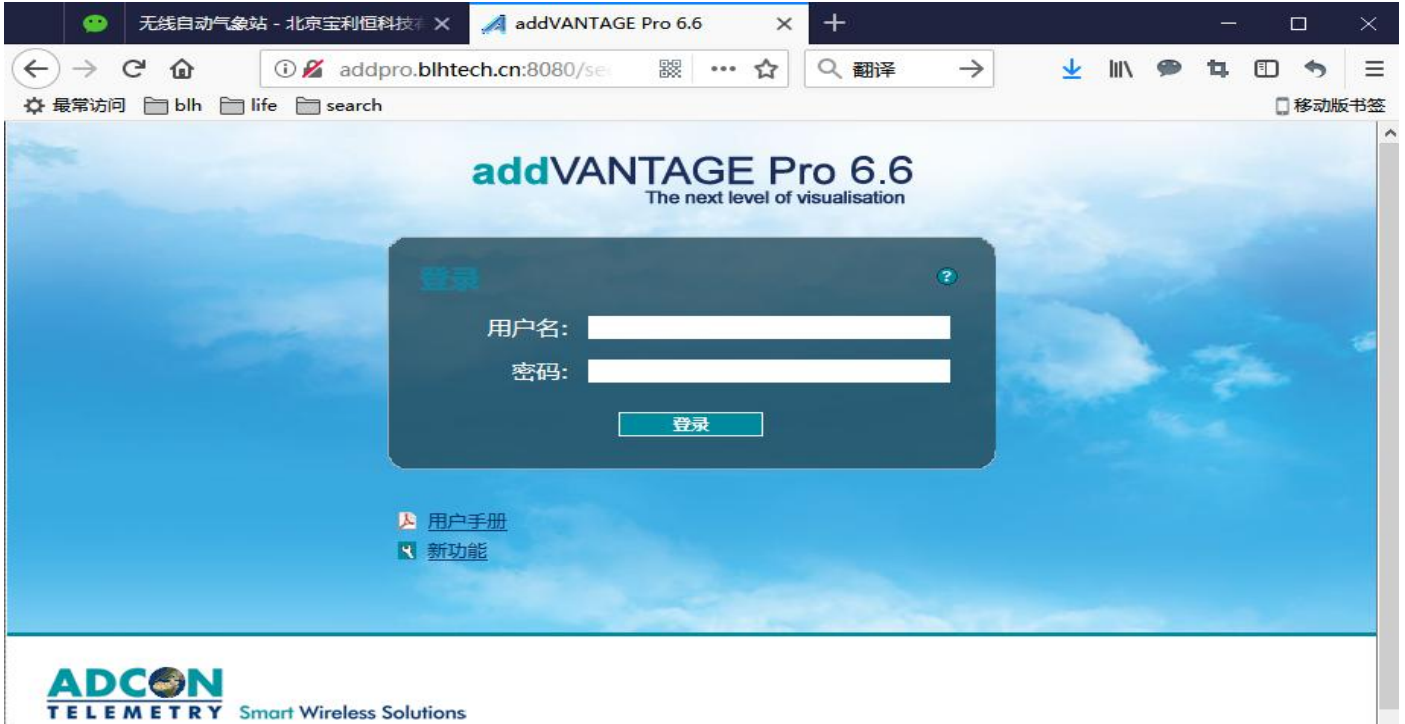 无线自动气象站 - 北京宝利恒科技
addVANTAGE Pro 6.6
addpro.blhtech.cn:8080/se
翻译
最常访问
blh
life
search
移动版书签
addVANTAGE Pro 6.6
The next level of visualisation
登录
?
用户名:
密码:
登录
用户手册
新功能
ADCON
TELEMETRY Smart Wireless Solutions